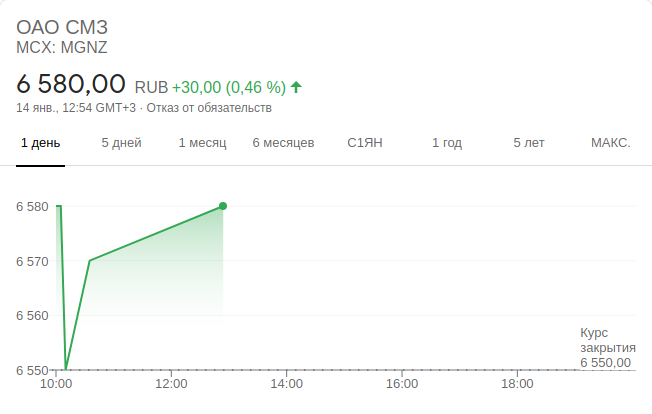 ОАО СМЗ
MCX: MGNZ
6 580,00 RUB +30,00 (0,46 %)
14 янв., 12:54 GMT+3 · Отказ от обязательств
1 день 5 дней 1 месяц 6 месяцев С1ЯН 1 год 5 лет МАКС.
6 580
6 570
6 560
Курс
закрытия
6 550,00
6 550
10:00 12:00 14:00 16:00 18:00